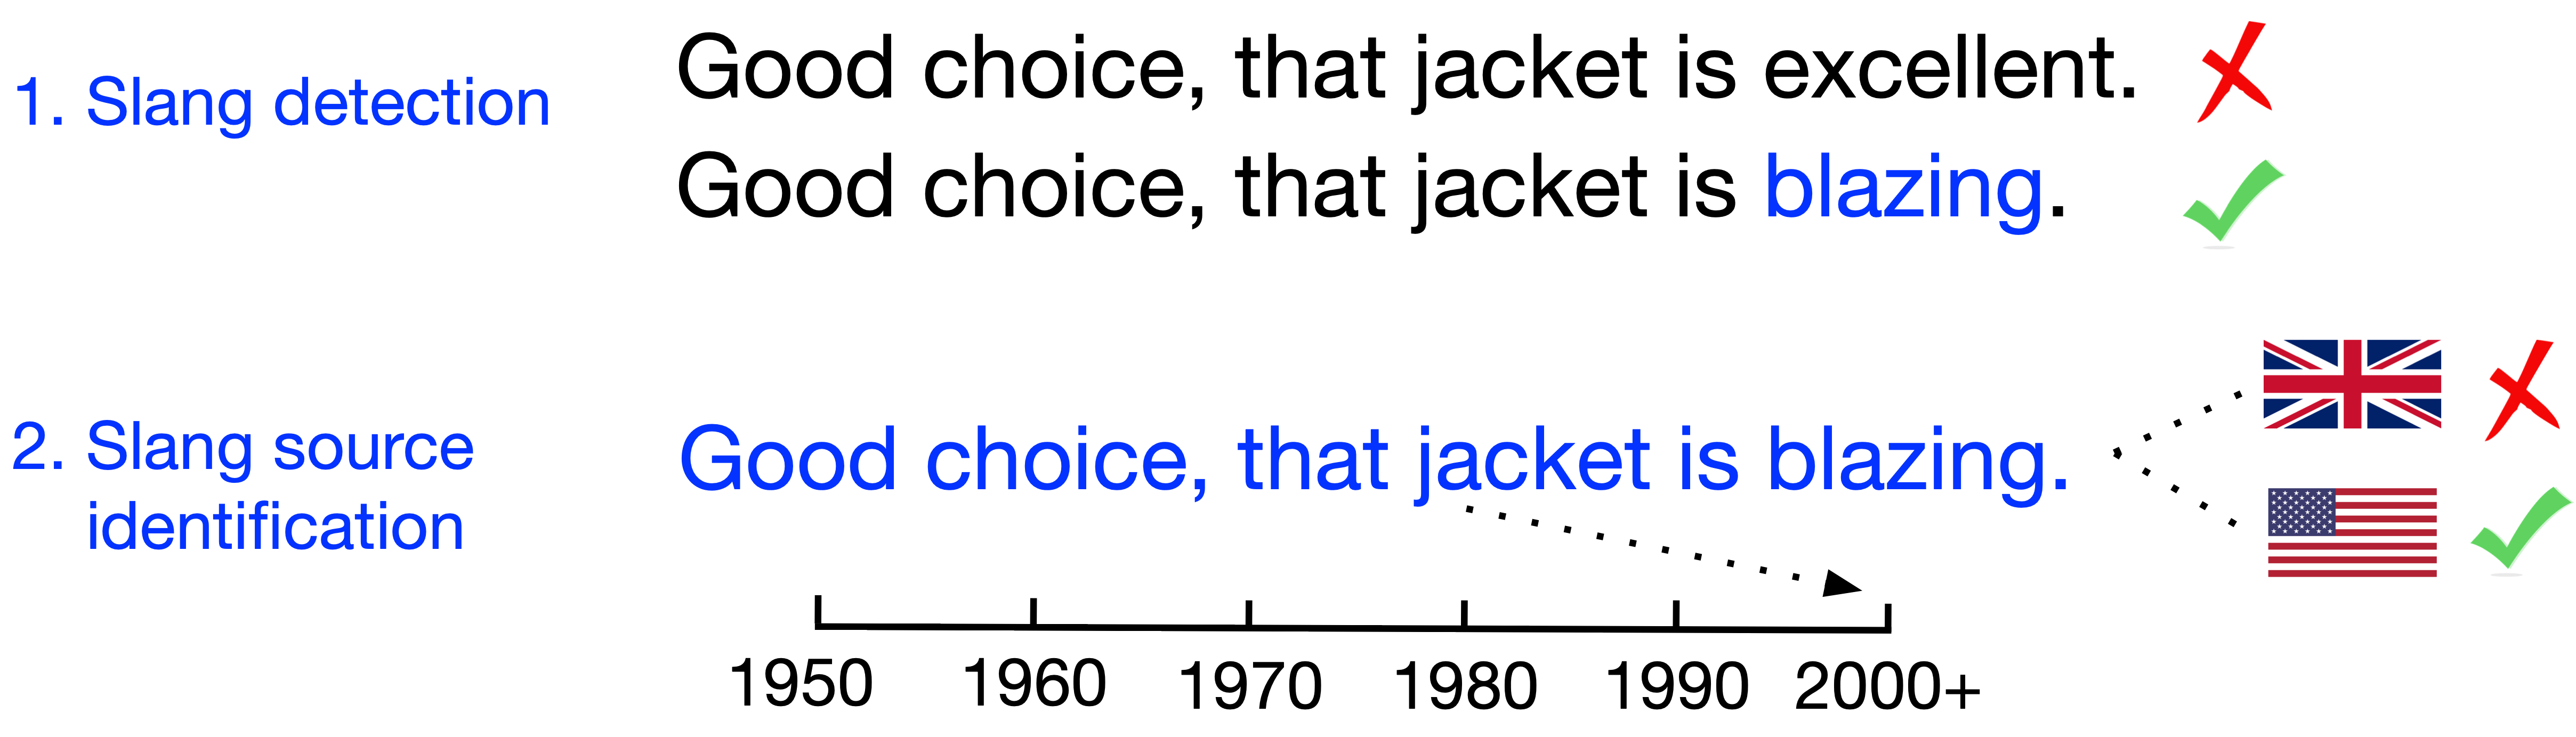 1. Slang detection
Good choice, that jacket is excellent.
Good choice, that jacket is blazing.
2. Slang source
identification
Good choice, that jacket is blazing.
1950 1960 1970 1980 1990 2000+